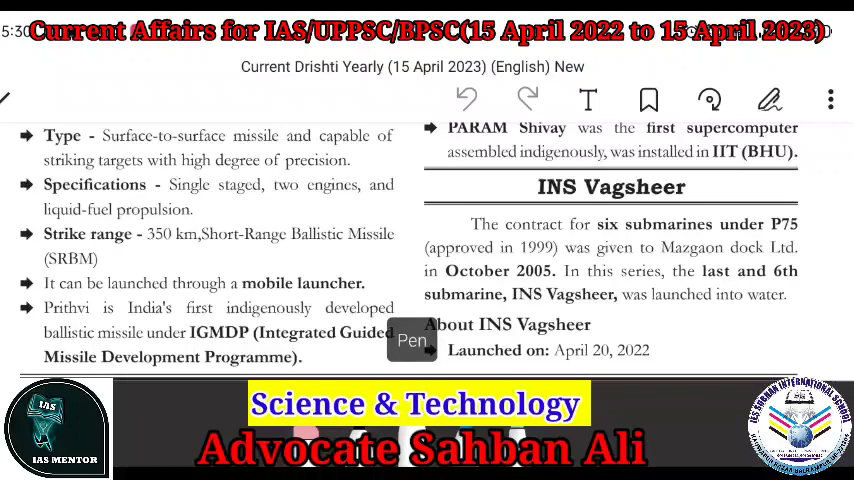 Current Affairs for IAS/UPPSC/BPSC(15 April 2022 to 15 April 2023)
5:30
Current Drishti Yearly (15 April 2023) (English) New
Type - Surface-to-surface missile and capable of
striking targets with high degree of precision.
Specifications - Single staged, two engines, and
liquid-fuel propulsion.
Strike range - 350 km,Short-Range Ballistic Missile
(SRBM)
It can be launched through a mobile launcher.
Prithvi is India's first indigenously developed
ballistic missile under IGMDP (Integrated Guided
Missile Development Programme).
PARAM Shivay was the first supercomputer
assembled indigenously, was installed in IIT (BHU).
INS Vagsheer
The contract for six submarines under P75
(approved in 1999) was given to Mazgaon dock Ltd.
in October 2005. In this series, the last and 6th
submarine, INS Vagsheer, was launched into water.
About INS Vagsheer
Launched on: April 20, 2022
Pen
Science & Technology
Advocate Sahban Ali
IAS
IAS MENTOR